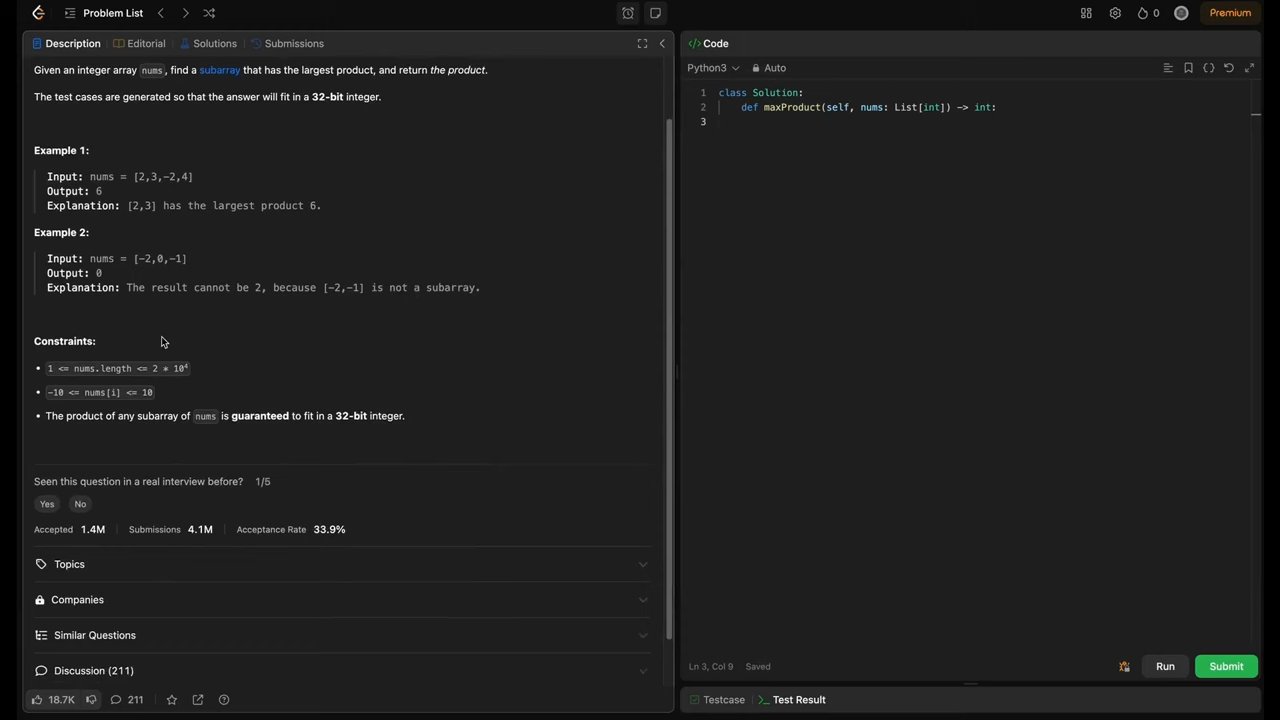 Problem List
0
Premium
Description
Editorial
Solutions
Submissions
Given an integer array nums, find a subarray that has the largest product, and return the product.
The test cases are generated so that the answer will fit in a 32-bit integer.
Example 1:
Input: nums = [2,3,-2,4]
Output: 6
Explanation: [2,3] has the largest product 6.
Example 2:
Input: nums = [-2,0,-1]
Output: 0
Explanation: The result cannot be 2, because [-2,-1] is not a subarray.
Constraints:
• 1 <= nums.length <= 2 * 10⁴
• -10 <= nums[i] <= 10
• The product of any subarray of nums is guaranteed to fit in a 32-bit integer.
Seen this question in a real interview before? 1/5
Yes No
Accepted 1.4M Submissions 4.1M Acceptance Rate 33.9%
Topics
Companies
Similar Questions
Discussion (211)
18.7K 211
</> Code
Python3 Auto
1 class Solution:
2 def maxProduct(self, nums: List[int]) -> int:
3
Ln 3, Col 9 Saved
Run
Submit
Testcase
Test Result